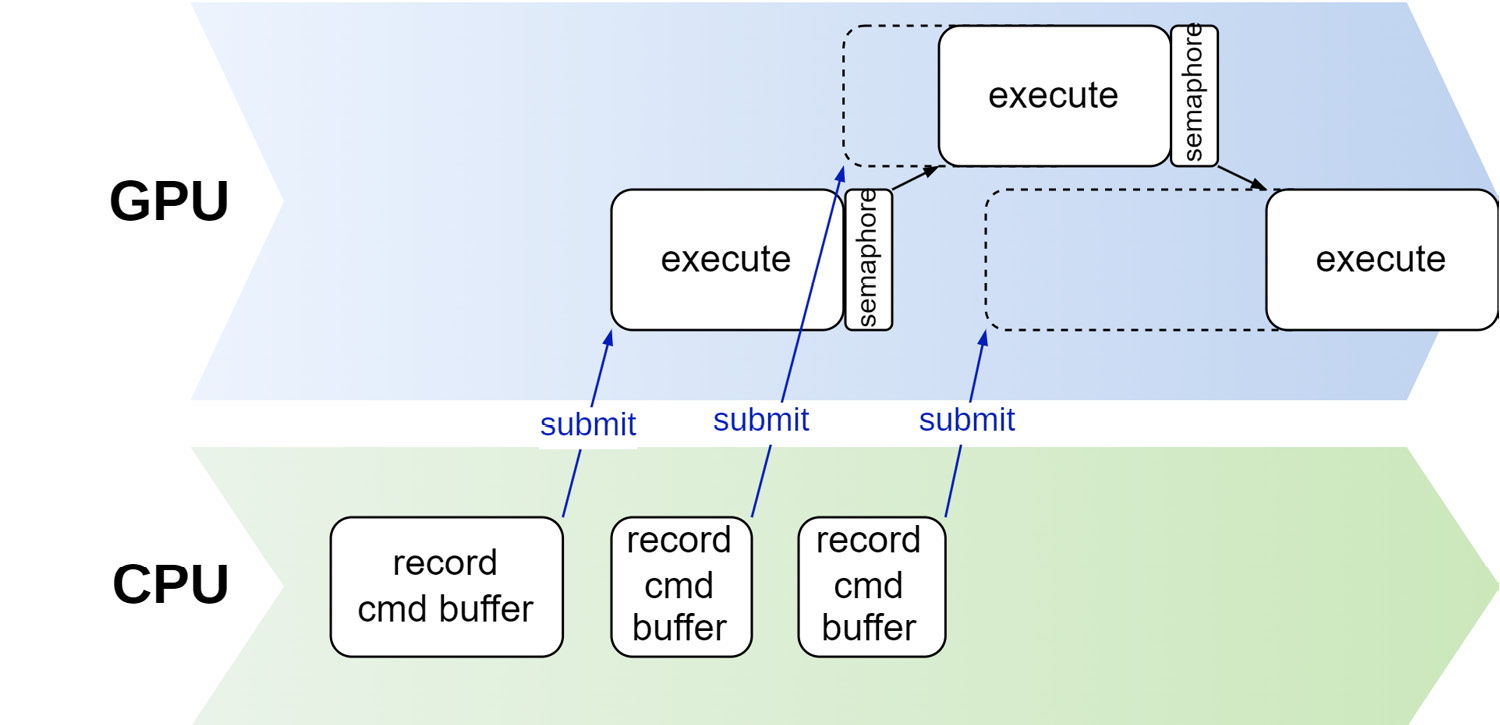 execute
semaphore
GPU
execute
semaphore
execute
submit
submit
submit
CPU
record
cmd buffer
record
cmd
buffer
record
cmd
buffer